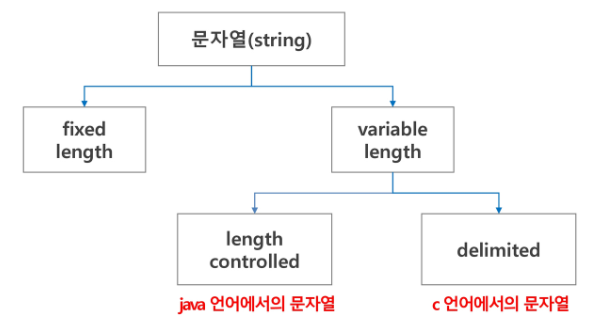 문자열(string)
fixed
length
variable
length
length
controlled
delimited
java 언어에서의 문자열
c 언어에서의 문자열